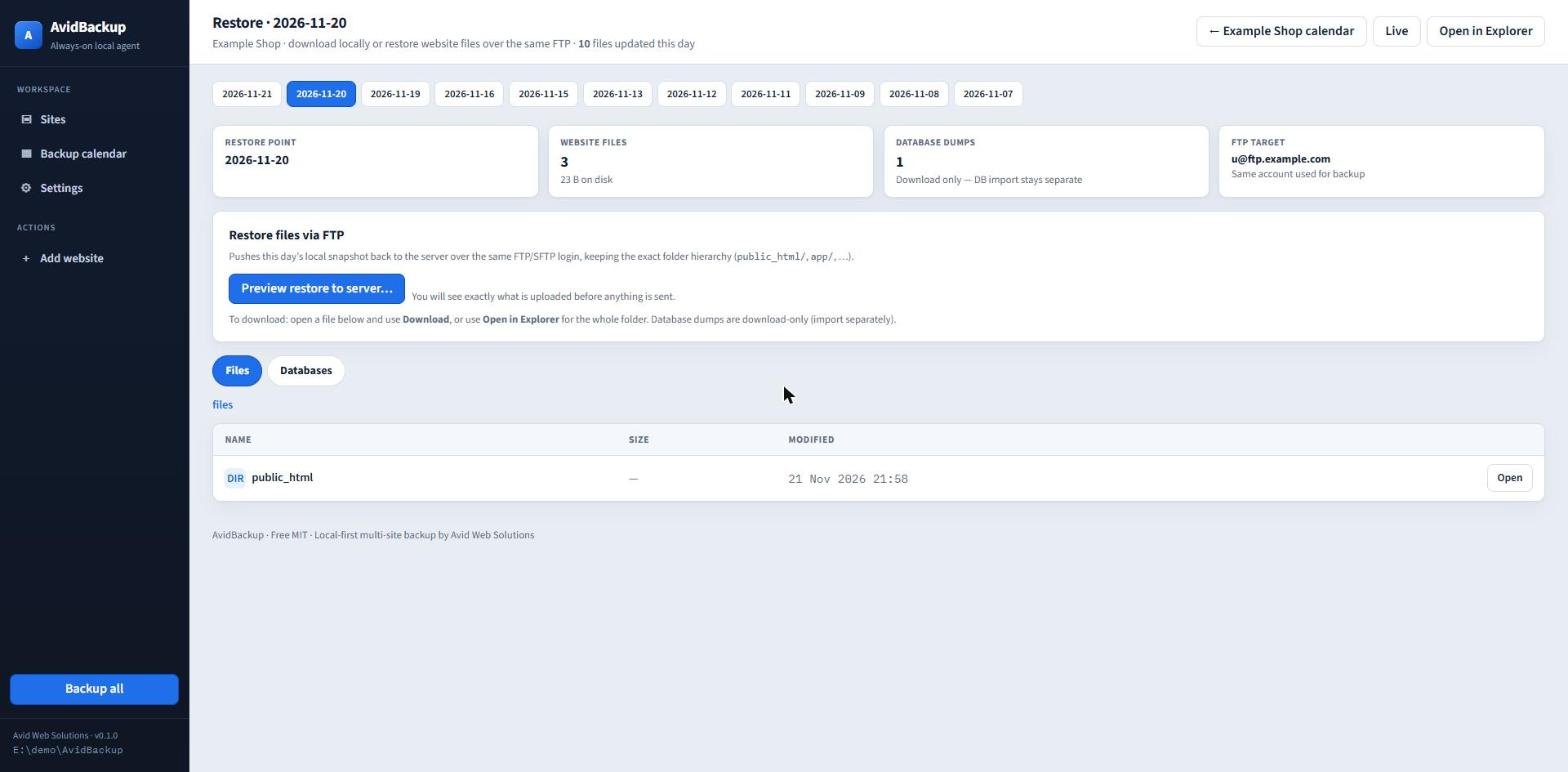 A
AvidBackup
Always-on local agent
WORKSPACE
Sites
Backup calendar
Settings
ACTIONS
+ Add website
Backup all
Avid Web Solutions · v0.1.0
E:\demo\AvidBackup
Restore · 2026-11-20
Example Shop · download locally or restore website files over the same FTP · 10 files updated this day
← Example Shop calendar
Live
Open in Explorer
2026-11-21 2026-11-20 2026-11-19 2026-11-16 2026-11-15 2026-11-13 2026-11-12 2026-11-11 2026-11-09 2026-11-08 2026-11-07
RESTORE POINT
2026-11-20
WEBSITE FILES
3
23 B on disk
DATABASE DUMPS
1
Download only — DB import stays separate
FTP TARGET
u@ftp.example.com
Same account used for backup
Restore files via FTP
Pushes this day's local snapshot back to the server over the same FTP/SFTP login, keeping the exact folder hierarchy (public_html/, app/, …).
Preview restore to server…
You will see exactly what is uploaded before anything is sent.
To download: open a file below and use Download, or use Open in Explorer for the whole folder. Database dumps are download-only (import separately).
Files Databases
files
NAME SIZE MODIFIED
DIR public_html — 21 Nov 2026 21:58 Open
AvidBackup · Free MIT · Local-first multi-site backup by Avid Web Solutions